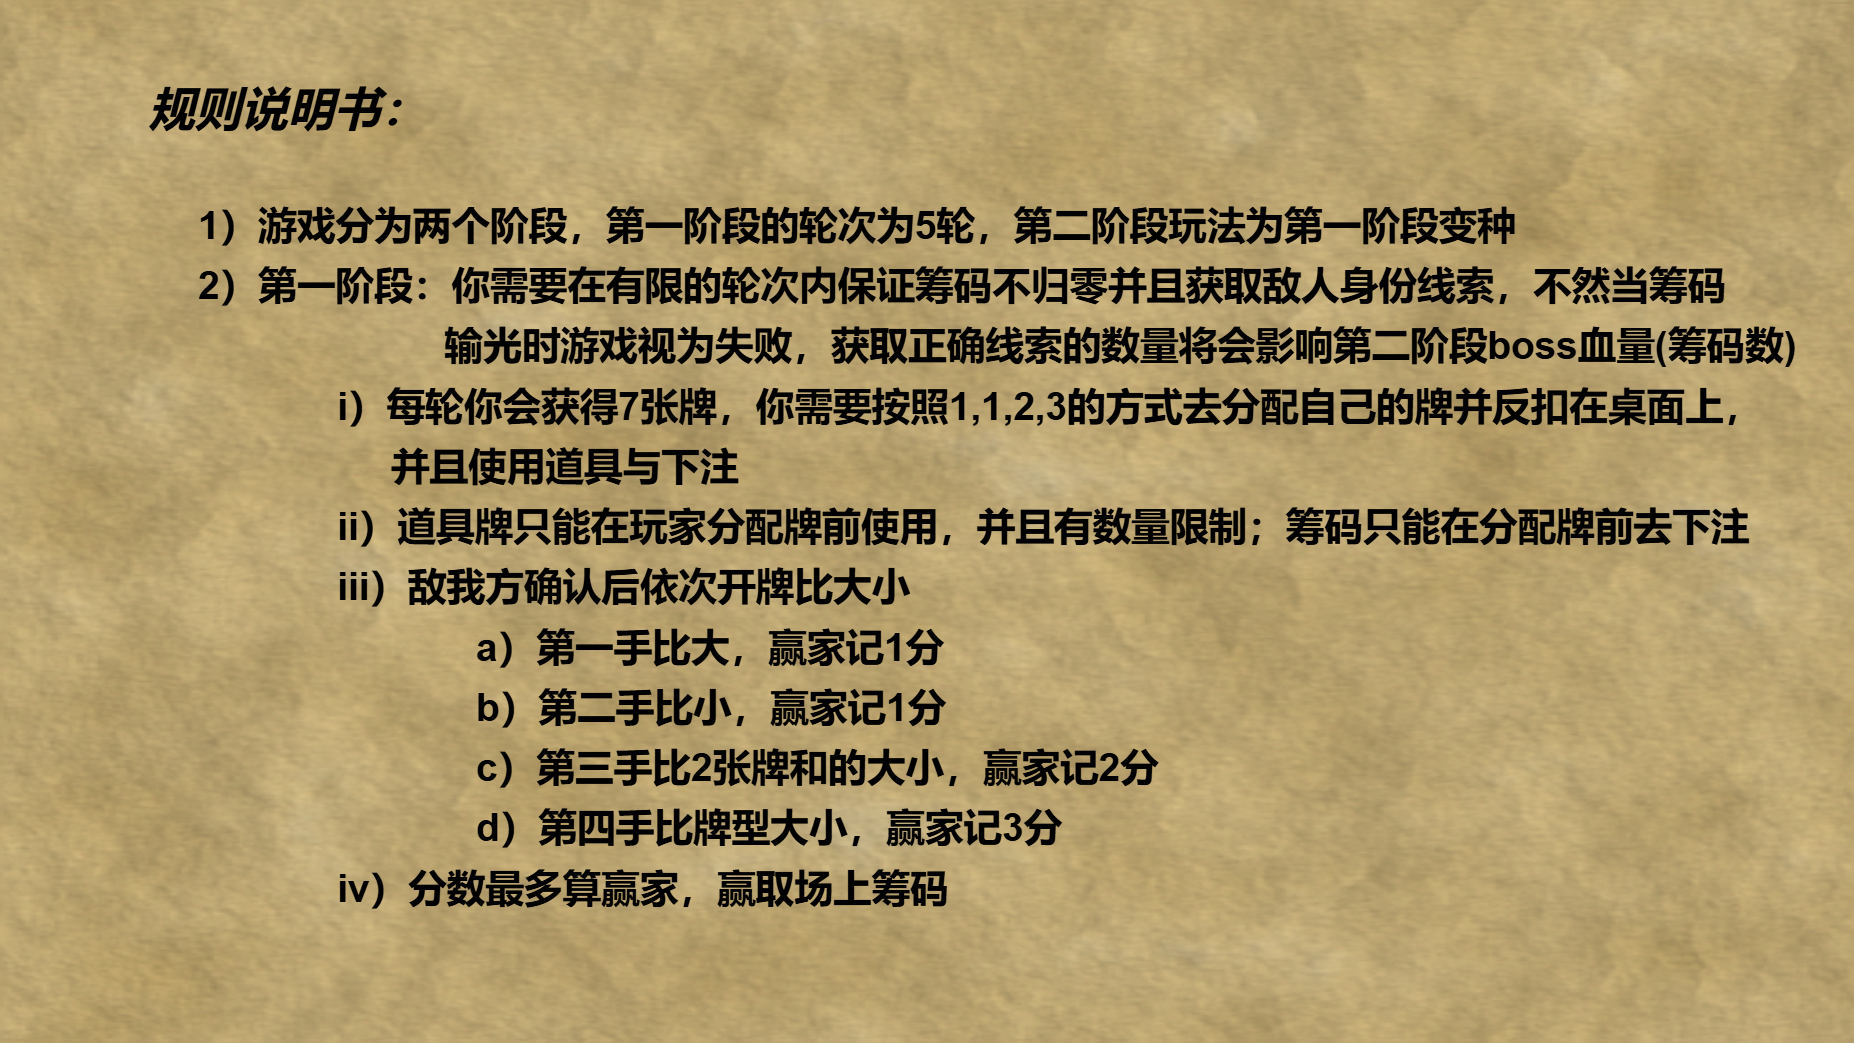 规则说明书：
1）游戏分为两个阶段，第一阶段的轮次为5轮，第二阶段玩法为第一阶段变种
2）第一阶段：你需要在有限的轮次内保证筹码不归零并且获取敌人身份线索，不然当筹码
输光时游戏视为失败，获取正确线索的数量将会影响第二阶段boss血量(筹码数)
i）每轮你会获得7张牌，你需要按照1,1,2,3的方式去分配自己的牌并反扣在桌面上，
并且使用道具与下注
ii）道具牌只能在玩家分配牌前使用，并且有数量限制；筹码只能在分配牌前去下注
iii）敌我方确认后依次开牌比大小
a）第一手比大，赢家记1分
b）第二手比小，赢家记1分
c）第三手比2张牌和的大小，赢家记2分
d）第四手比牌型大小，赢家记3分
iv）分数最多算赢家，赢取场上筹码